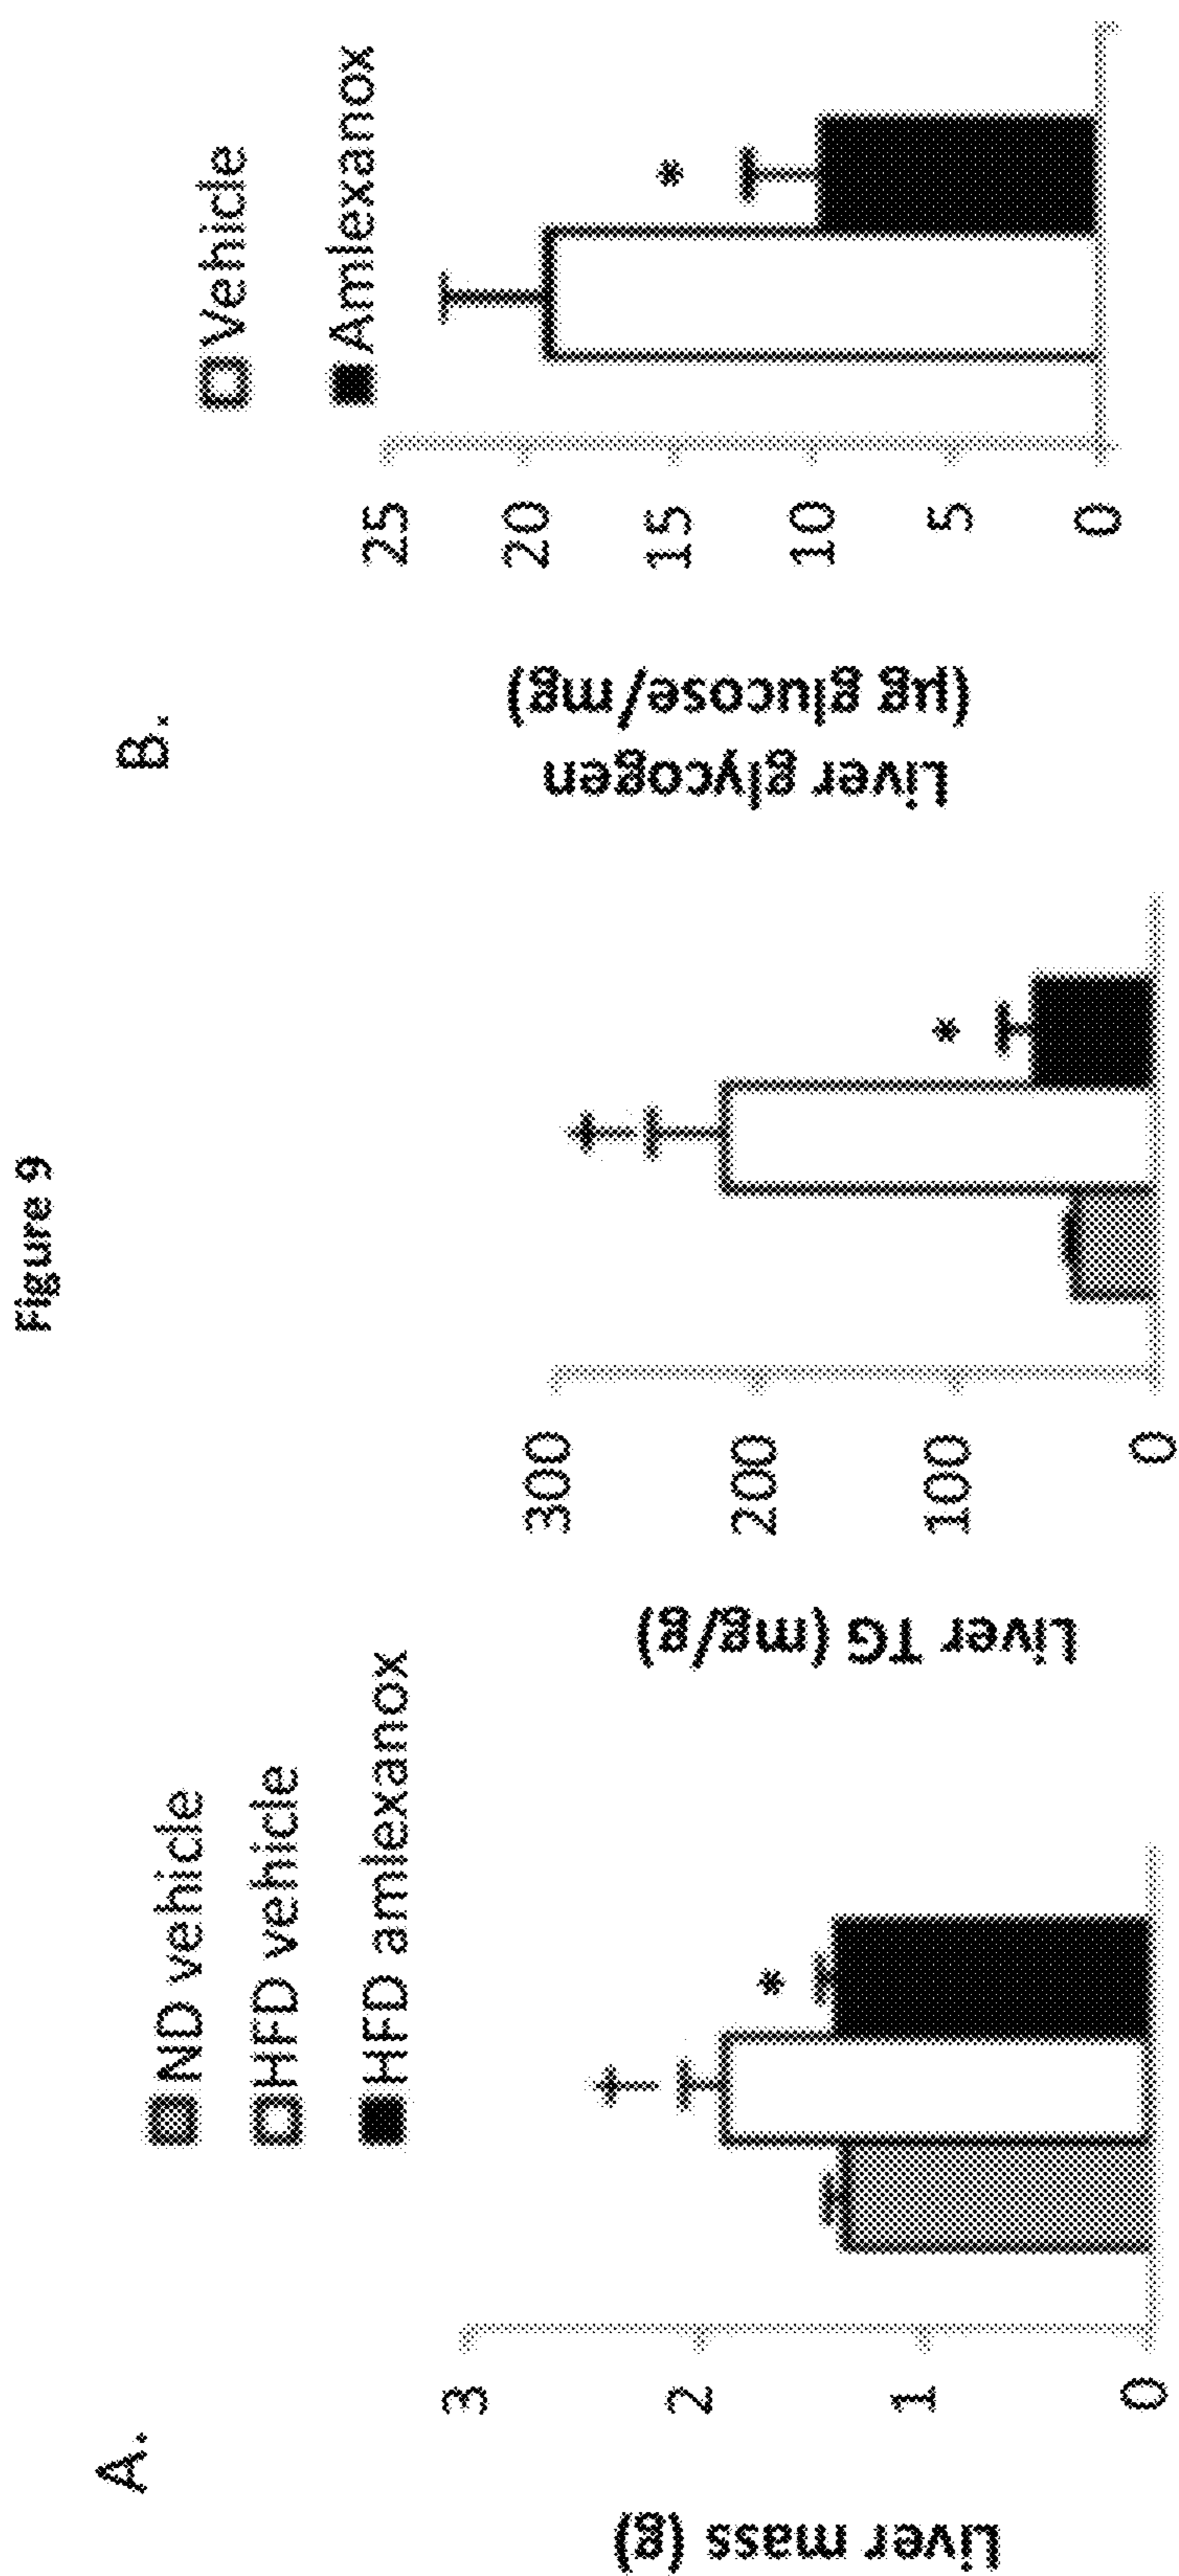 Figure 9
A.
ND vehicle
HFD vehicle
HFD amlexanox
Liver mass (g)
3
2
1
0
*
†
Liver TG (mg/g)
300
200
100
0
†
*
B.
Vehicle
Amlexanox
Liver glycogen
(µg glucose/mg)
25
20
15
10
5
0
*